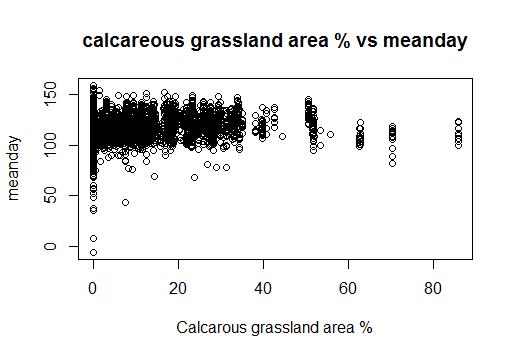 calcareous grassland area % vs meanday
meanday
150
100
50
0
0 20 40 60 80
Calcarous grassland area %